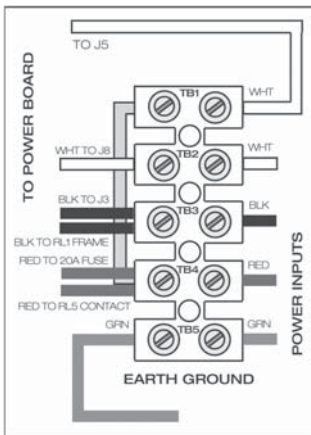 TO J5
TB1
WHT
TO POWER BOARD
WHT TO J8
TB2
WHT
BLK TO J3
TB3
BLK
BLK TO RL1 FRAME
RED TO 20A FUSE
TB4
RED
RED TO RL5 CONTACT
GRN
TB5
GRN
POWER INPUTS
EARTH GROUND